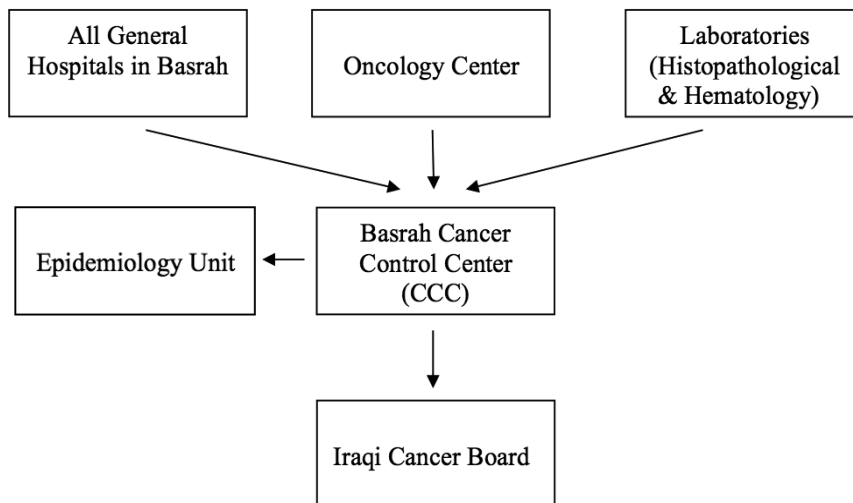 All General
Hospitals in Basrah
Oncology Center
Laboratories
(Histopathological
& Hematology)
Epidemiology Unit
Basrah Cancer
Control Center
(CCC)
Iraqi Cancer Board